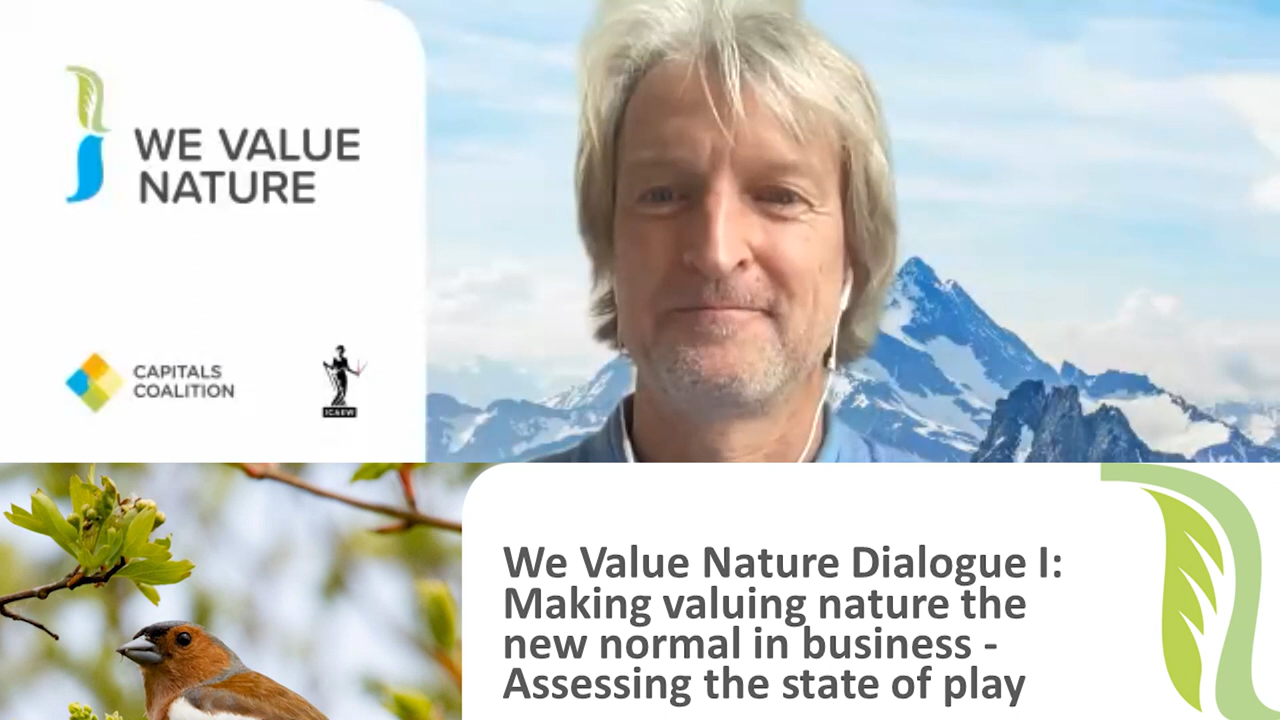 WE VALUE
NATURE
CAPITALS
COALITION
ICAEW
We Value Nature Dialogue I:
Making valuing nature the
new normal in business -
Assessing the state of play